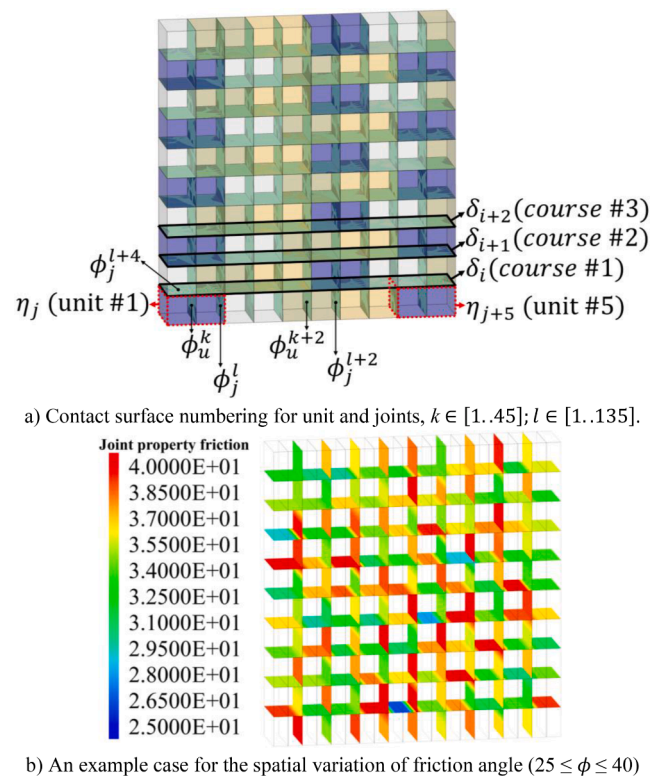 δᵢ₊₂(course #3)
δᵢ₊₁(course #2)
ϕⱼˡ⁺⁴
δᵢ(course #1)
ηⱼ (unit #1)
ηⱼ₊₅ (unit #5)
ϕᵤᵏ
ϕⱼˡ
ϕᵤᵏ⁺²
ϕⱼˡ⁺²
a) Contact surface numbering for unit and joints, k ∈ [1..45]; l ∈ [1..135].
Joint property friction
4.0000E+01
3.8500E+01
3.7000E+01
3.5500E+01
3.4000E+01
3.2500E+01
3.1000E+01
2.9500E+01
2.6500E+01
2.5000E+01
b) An example case for the spatial variation of friction angle (25 ≤ ϕ ≤ 40)